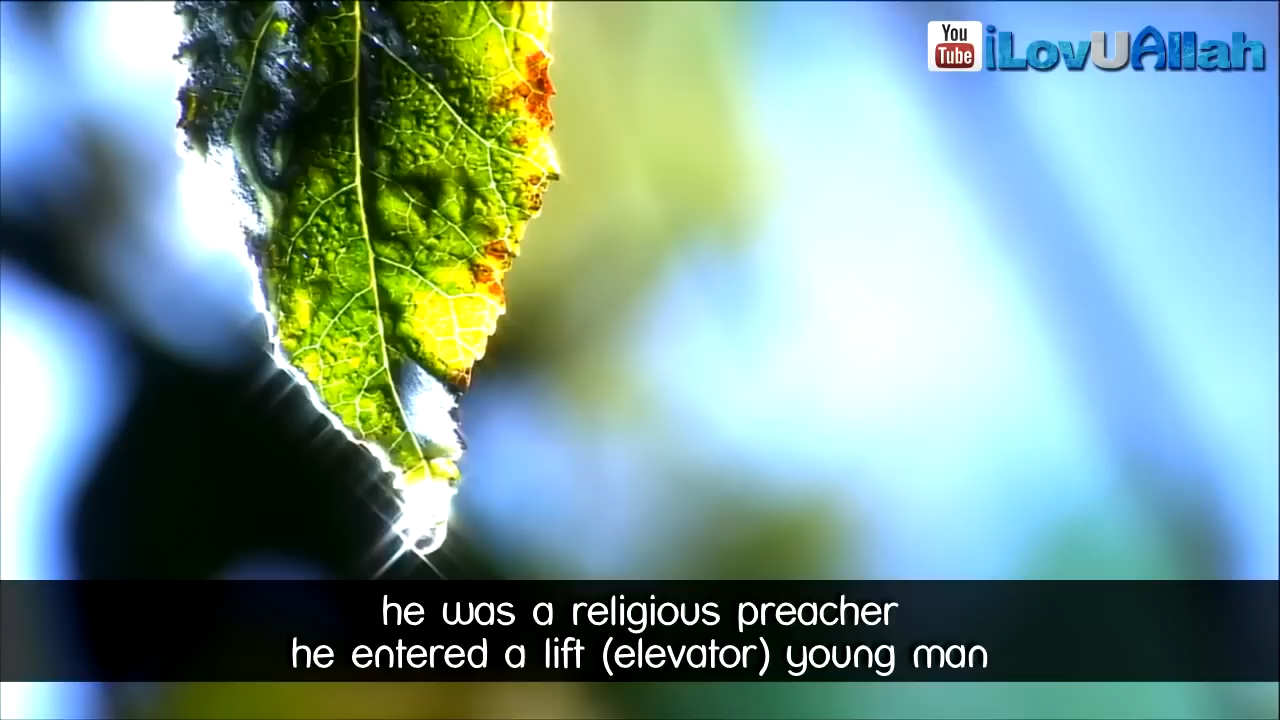 You
Tube
iLovUAllah
he was a religious preacher
he entered a lift (elevator) young man